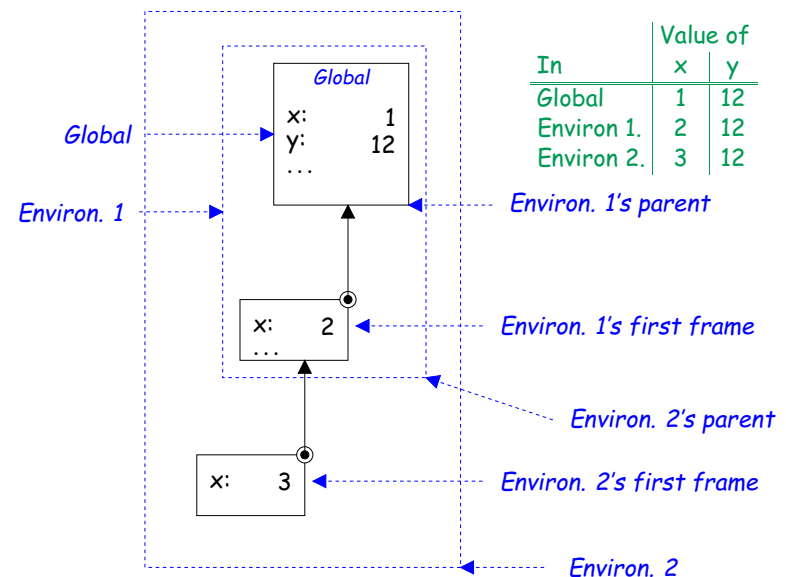 Value of
In x y
Global 1 12
Environ 1. 2 12
Environ 2. 3 12
Global
x: 1
y: 12
...
Global
Environ. 1
Environ. 1's parent
x: 2
...
Environ. 1's first frame
Environ. 2's parent
x: 3
Environ. 2's first frame
Environ. 2